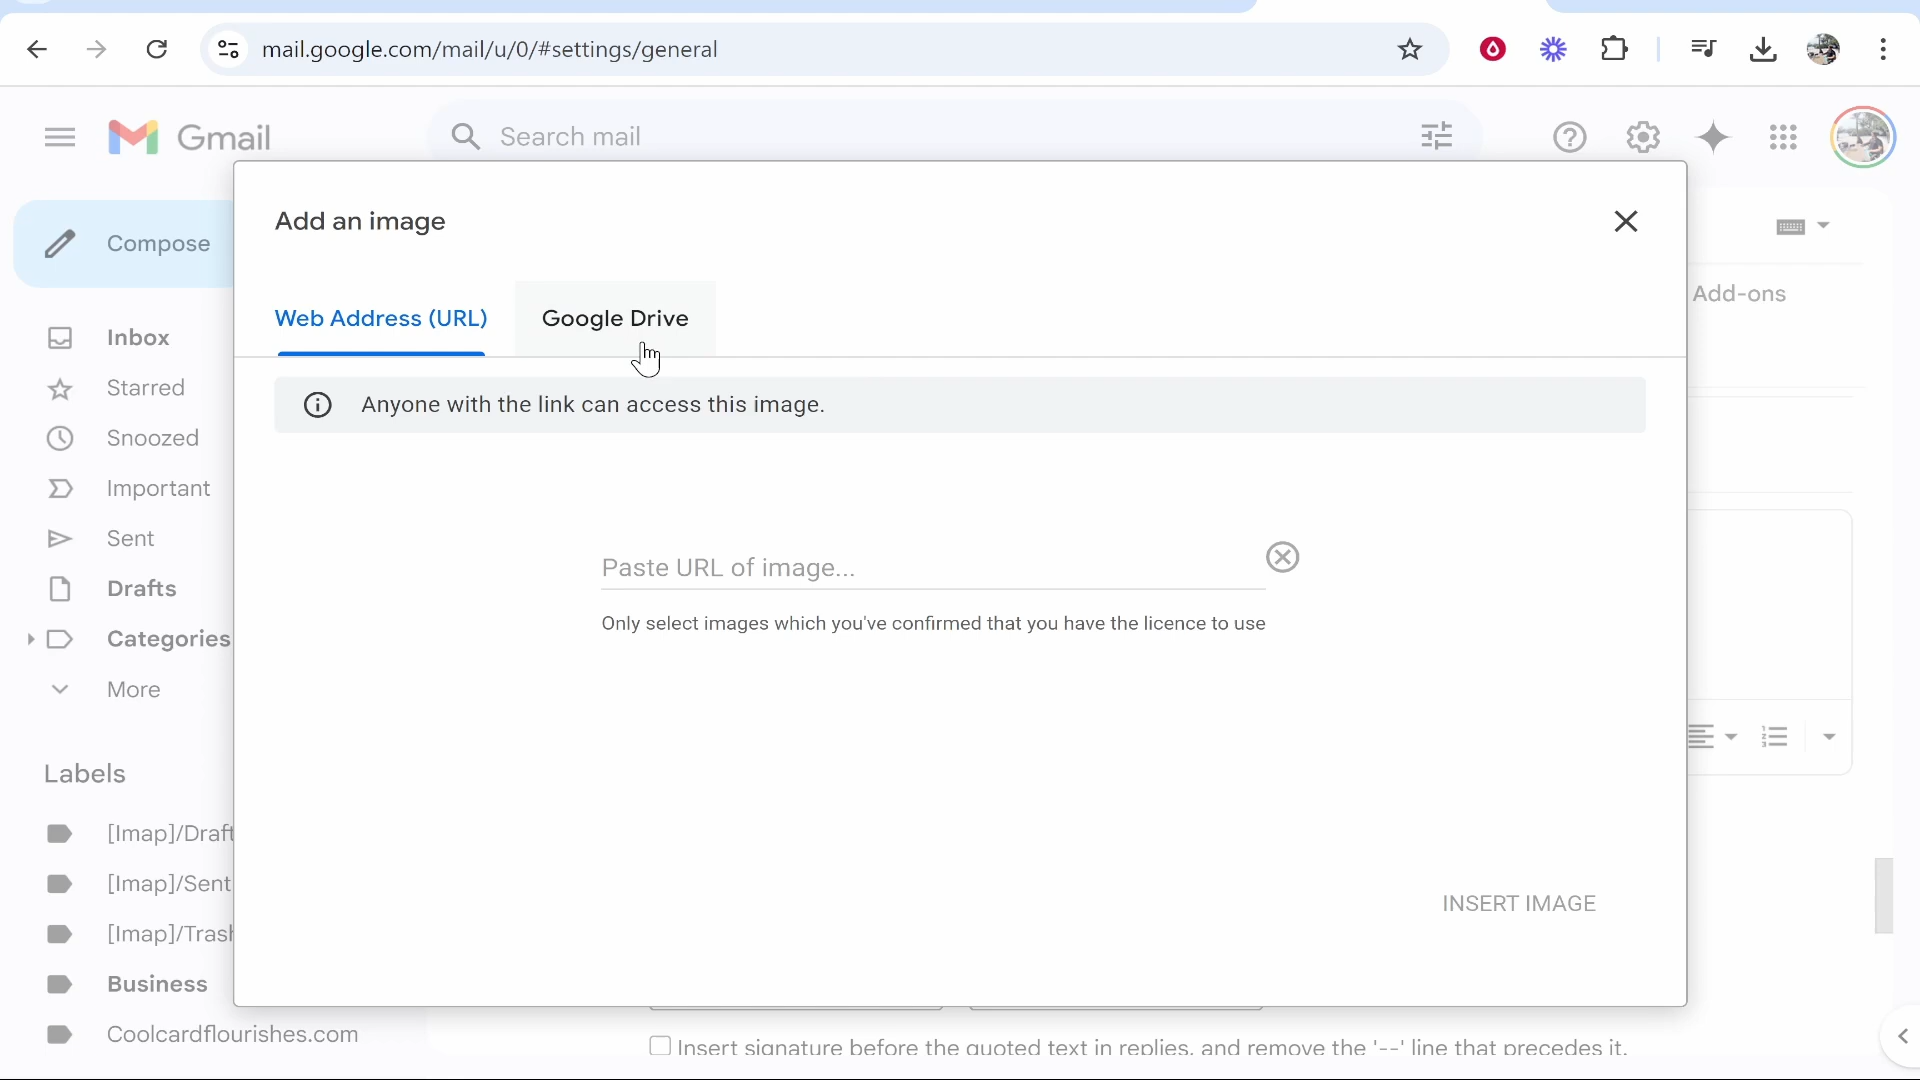 mail.google.com/mail/u/0/#settings/general
Gmail
Search mail
Add an image
Compose
Add-ons
Web Address (URL)
Google Drive
Inbox
Starred
Anyone with the link can access this image.
Snoozed
Important
Sent
Paste URL of image...
Drafts
Only select images which you've confirmed that you have the licence to use
Categories
More
Labels
[Imap]/Draft
[Imap]/Sent
INSERT IMAGE
[Imap]/Trash
Business
Coolcardflourishes.com
Insert signature before the quoted text in replies, and remove the '--' line that precedes it.